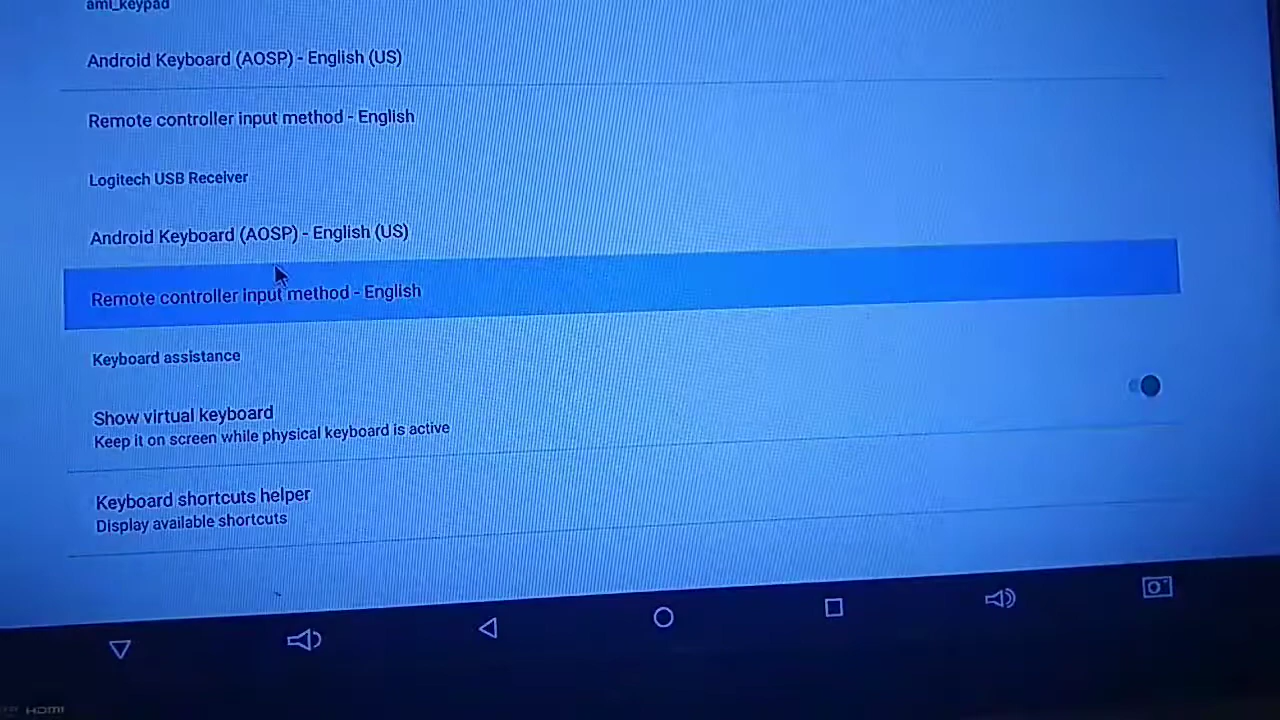 aml_keypad
Android Keyboard (AOSP) - English (US)
Remote controller input method - English
Logitech USB Receiver
Android Keyboard (AOSP) - English (US)
Remote controller input method - English
Keyboard assistance
Show virtual keyboard
Keep it on screen while physical keyboard is active
Keyboard shortcuts helper
Display available shortcuts
HDMI